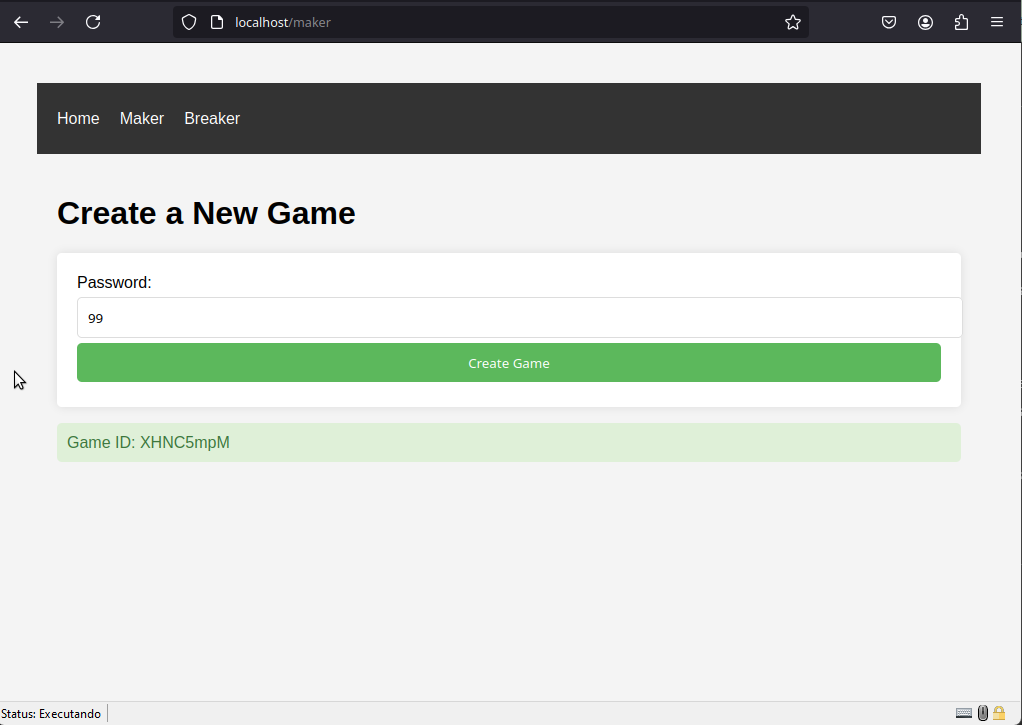 localhost/maker
Home Maker Breaker
Create a New Game
Password:
99
Create Game
Game ID: XHNC5mpM
Status: Executando